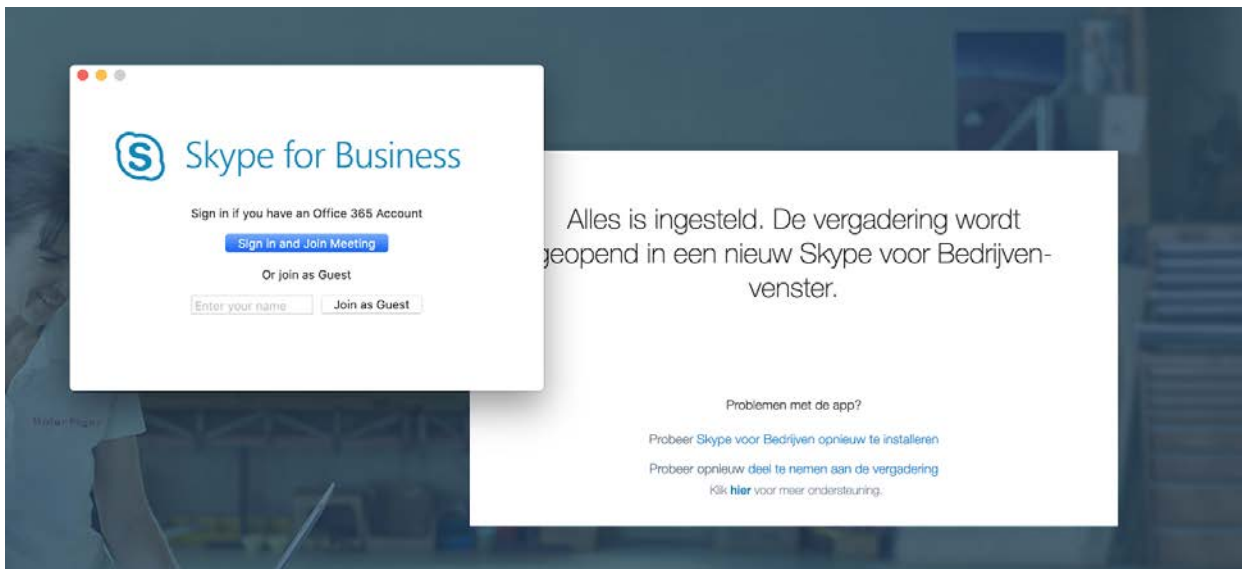 Skype for Business
Sign in if you have an Office 365 Account
Sign in and Join Meeting
Or join as Guest
Enter your name
Join as Guest
Alles is ingesteld. De vergadering wordt
geopend in een nieuw Skype voor Bedrijven-
venster.
Problemen met de app?
Probeer Skype voor Bedrijven opnieuw te installeren
Probeer opnieuw deel te nemen aan de vergadering
Klik hier voor meer ondersteuning.